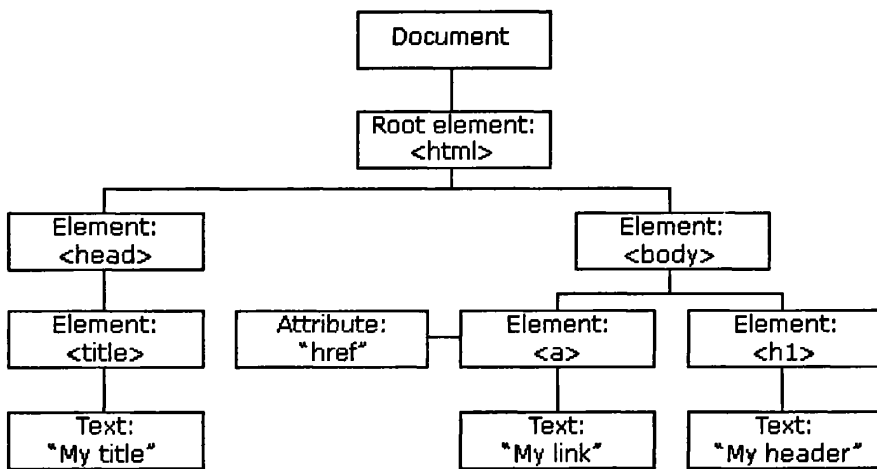 Document
Root element:
<html>
Element:
<head>
Element:
<body>
Element:
<title>
Attribute:
"href"
Element:
<a>
Element:
<h1>
Text:
"My title"
Text:
"My link"
Text:
"My header"